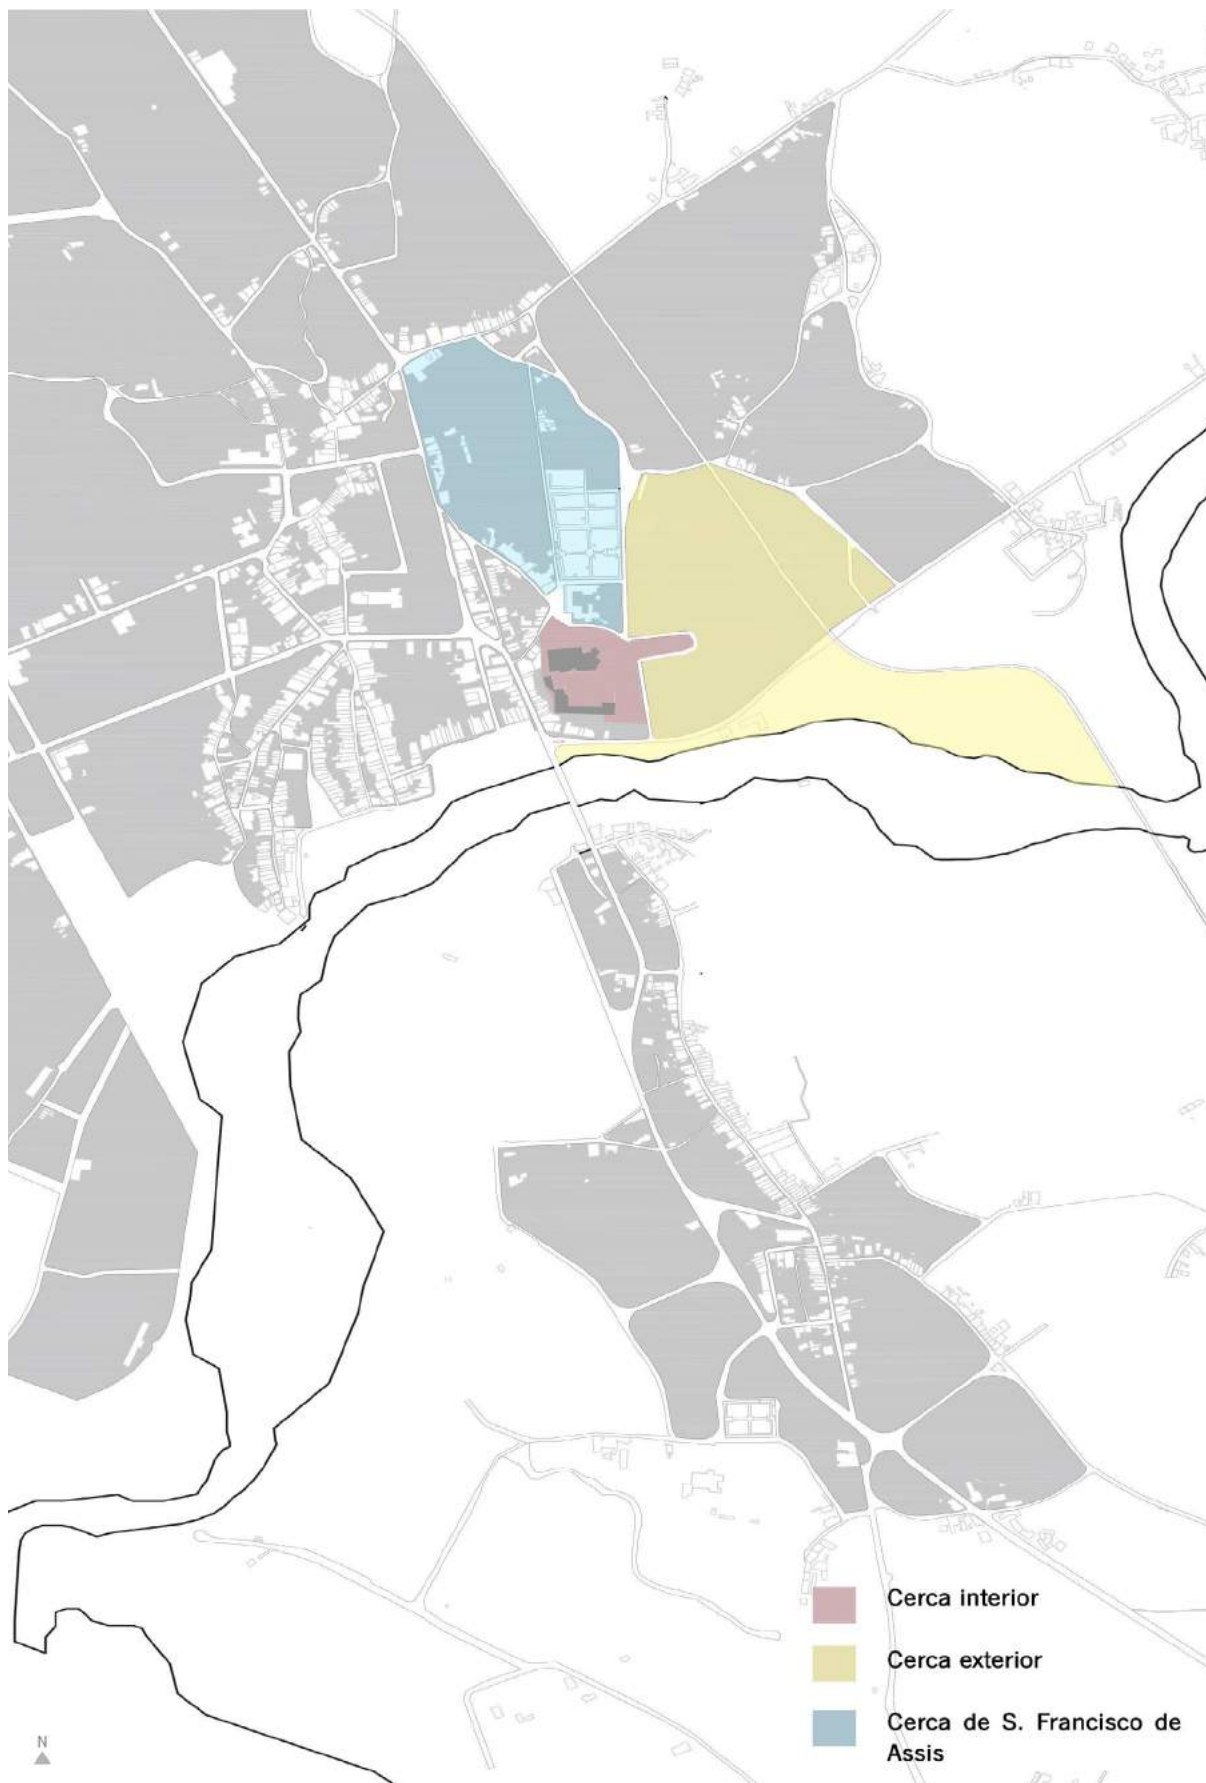 Cerca interior
Cerca exterior
Cerca de S. Francisco de
Assis
N